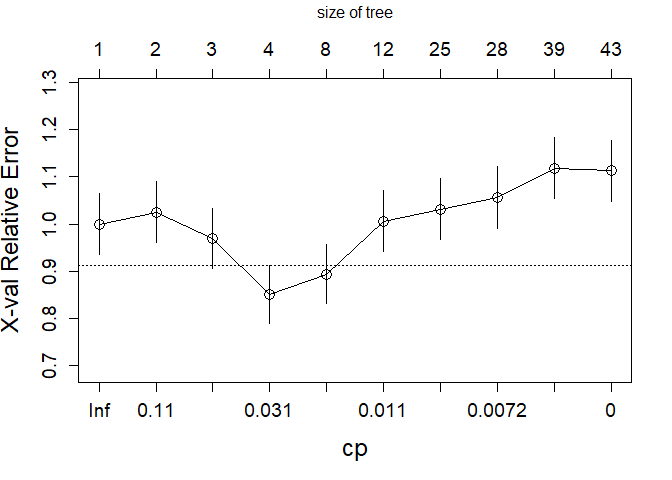 size of tree
1 2 3 4 8 12 25 28 39 43
X-val Relative Error
1.3
1.2
1.1
1.0
0.9
0.8
0.7
Inf 0.11 0.031 0.011 0.0072 0
cp